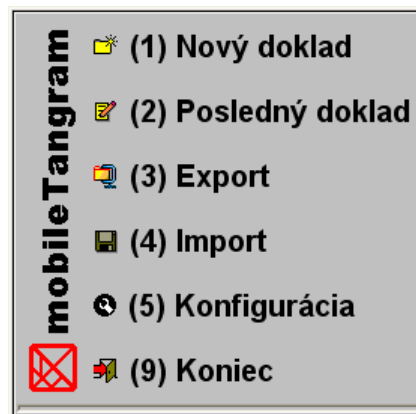 mobileTangram
(1) Nový doklad
(2) Posledný doklad
(3) Export
(4) Import
(5) Konfigurácia
(9) Koniec